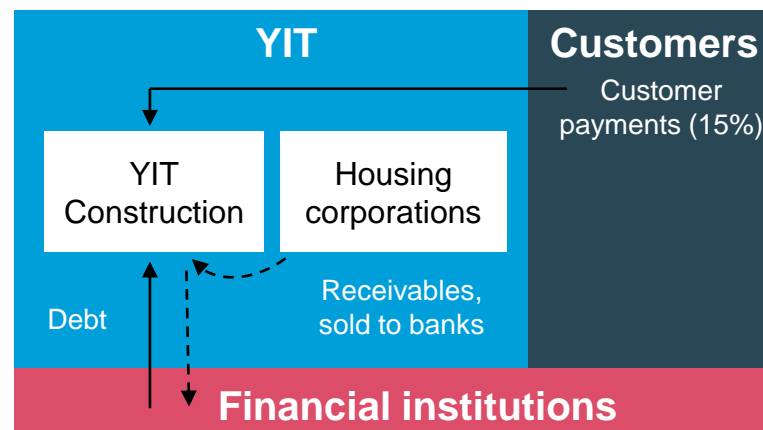 YIT
Customers
Customer
payments (15%)
YIT
Construction
Housing
corporations
Debt
Receivables,
sold to banks
Financial institutions